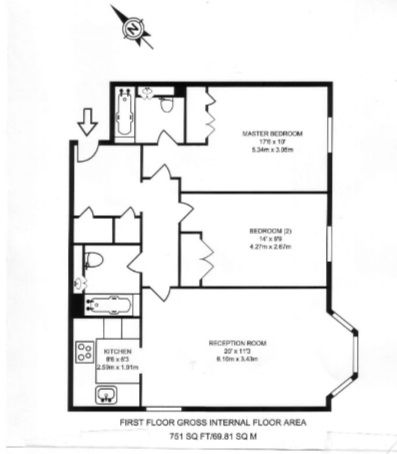 N
MASTER BEDROOM
17'6 x 10'
5.34m x 3.05m
BEDROOM (2)
14' x 8'9
4.27m x 2.67m
RECEPTION ROOM
20' x 11'3
6.10m x 3.43m
KITCHEN
8'6 x 6'3
2.59m x 1.91m
FIRST FLOOR GROSS INTERNAL FLOOR AREA
751 SQ FT/69.81 SQ M